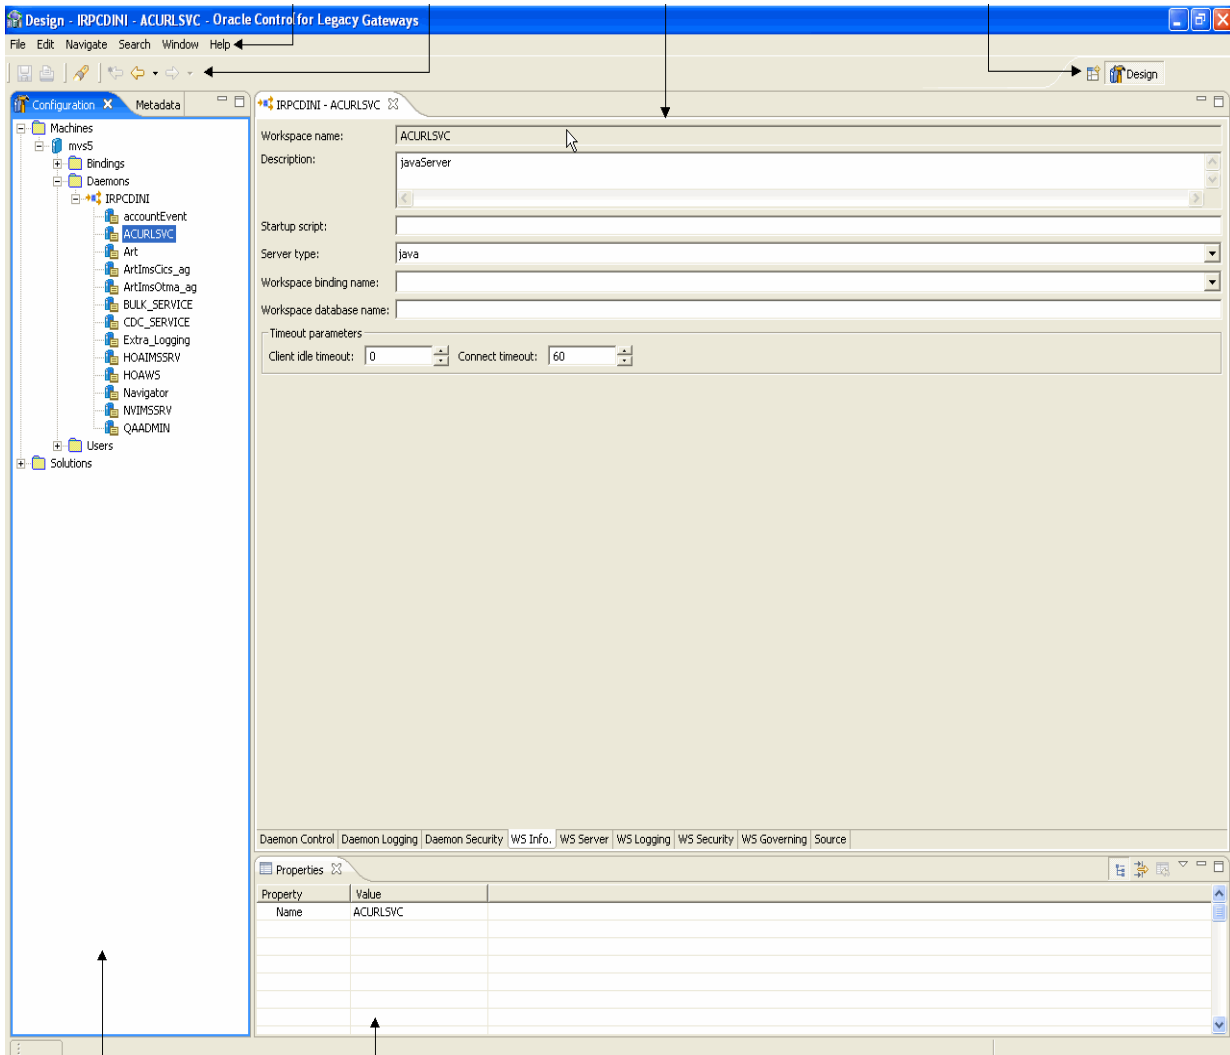 Design - IRPCDINI - ACURLSVC - Oracle Control for Legacy Gateways
File Edit Navigate Search Window Help
Design
Configuration Metadata
Machines
mvs5
Bindings
Daemons
IRPCDINI
accountEvent
ACURLSVC
Art
ArtImsCics_ag
ArtImsOtma_ag
BULK_SERVICE
CDC_SERVICE
Extra_Logging
HOAIMSSRV
HOAWS
Navigator
NVIMSSRV
QAADMIN
Users
Solutions
IRPCDINI - ACURLSVC
Workspace name: ACURLSVC
Description: javaServer
Startup script:
Server type: java
Workspace binding name:
Workspace database name:
Timeout parameters
Client idle timeout: 0 Connect timeout: 60
Daemon Control Daemon Logging Daemon Security WS Info. WS Server WS Logging WS Security WS Governing Source
Properties
Property Value
Name ACURLSVC